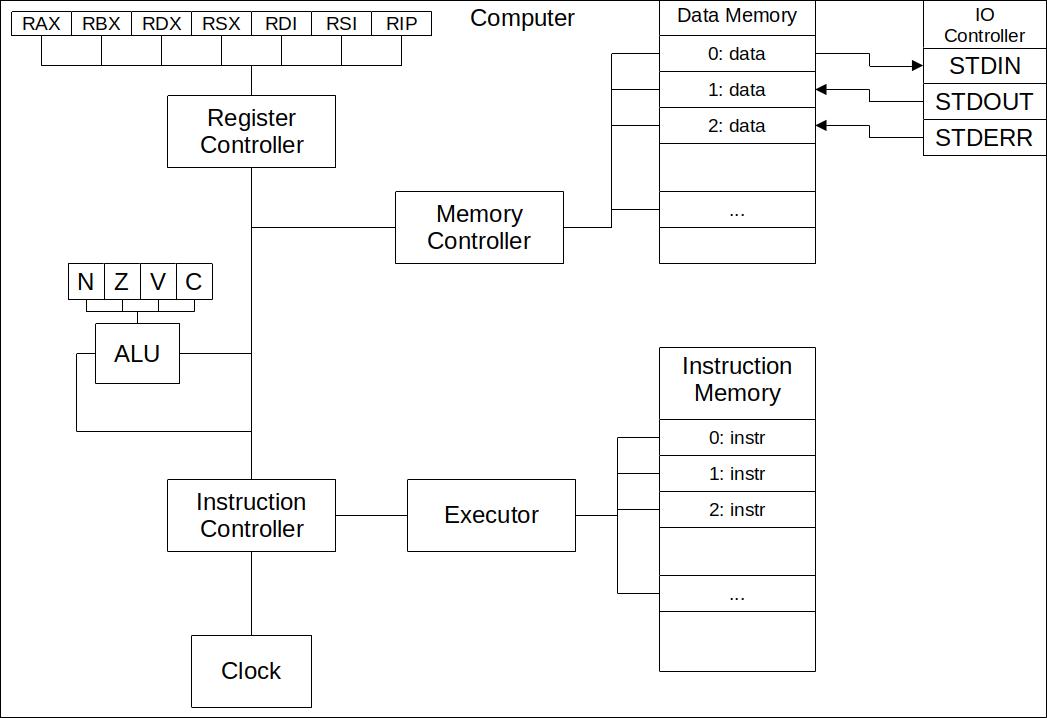 RAX RBX RDX RSX RDI RSI RIP
Computer
Data Memory
0: data
1: data
2: data
...
IO
Controller
STDIN
STDOUT
STDERR
Register
Controller
Memory
Controller
N Z V C
ALU
Instruction
Memory
0: instr
1: instr
2: instr
...
Instruction
Controller
Executor
Clock